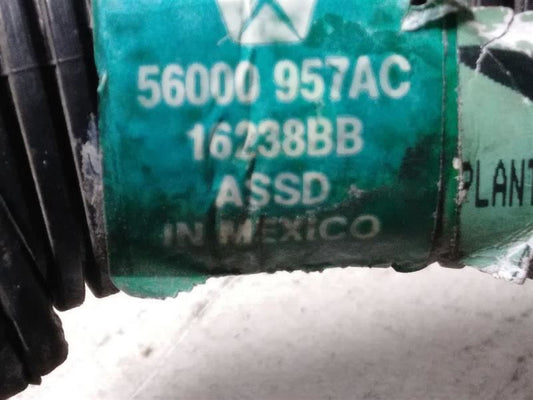 56000 957AC
16238BB
ASSD
IN MEXICO
PLANT